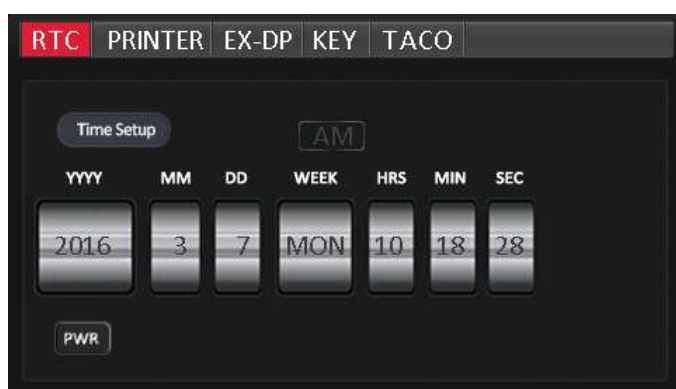 RTC PRINTER EX-DP KEY TACO
Time Setup AM
YYYY MM DD WEEK HRS MIN SEC
2016 3 7 MON 10 18 28
PWR